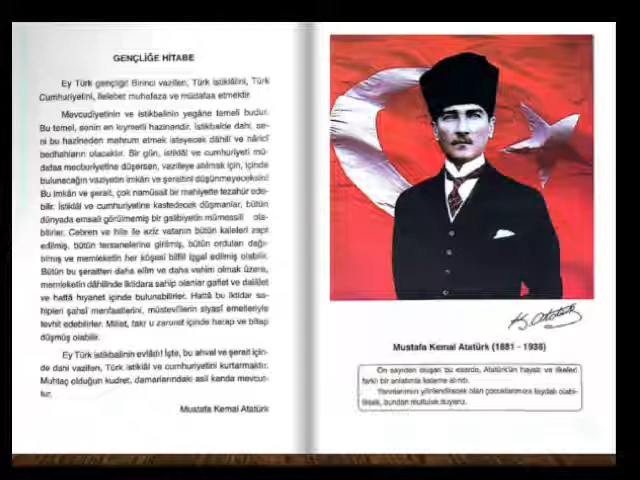 GENÇLİĞE HİTABE
Ey Türk gençliği! Birinci vazifen, Türk istiklâlini, Türk
Cumhuriyetini, ilelebet muhafaza ve müdafaa etmektir.
Mevcudiyetinin ve istikbalinin yegâne temeli budur.
Bu temel, senin en kıymetli hazinendir. İstikbalde dahi, se-
ni bu hazineden mahrum etmek isteyecek dâhilî ve hâricî
bedhahların olacaktır. Bir gün, istiklâl ve cumhuriyeti mü-
dafaa mecburiyetine düşersen, vazifeye atılmak için, içinde
bulunacağın vaziyetin imkân ve şeraitini düşünmeyeceksin!
Bu imkân ve şerait, çok namüsait bir mahiyette tezahür ede-
bilir. İstiklâl ve cumhuriyetine kastedecek düşmanlar, bütün
dünyada emsali görülmemiş bir galibiyetin mümessili ola-
bilirler. Cebren ve hile ile aziz vatanın bütün kaleleri zapt
edilmiş, bütün tersanelerine girilmiş, bütün orduları dağı-
tılmış ve memleketin her köşesi bilfiil işgal edilmiş olabilir.
Bütün bu şeraitten daha elîm ve daha vahim olmak üzere,
memleketin dâhilinde iktidara sahip olanlar gaflet ve dalâlet
ve hattâ hıyanet içinde bulunabilirler. Hattâ bu iktidar sa-
hipleri şahsî menfaatlerini, müstevlîlerin siyasî emelleriyle
tevhit edebilirler. Millet, fakr u zaruret içinde harap ve bîtap
düşmüş olabilir.
Ey Türk istikbalinin evlâdı! İşte, bu ahval ve şerait için-
de dahi vazifen, Türk istiklâl ve cumhuriyetini kurtarmaktır.
Muhtaç olduğun kudret, damarlarındaki asil kanda mevcut-
tur.
Mustafa Kemal Atatürk
K. Atatürk
Mustafa Kemal Atatürk (1881 - 1938)
On sayıdan oluşan bu eserde, Atatürk'ün hayatı ve ilkeleri
farklı bir anlatımla kaleme alındı.
Yarınlarımızı yönlendirecek olan çocuklarımıza faydalı olabi-
lirsek, bundan mutluluk duyarız.